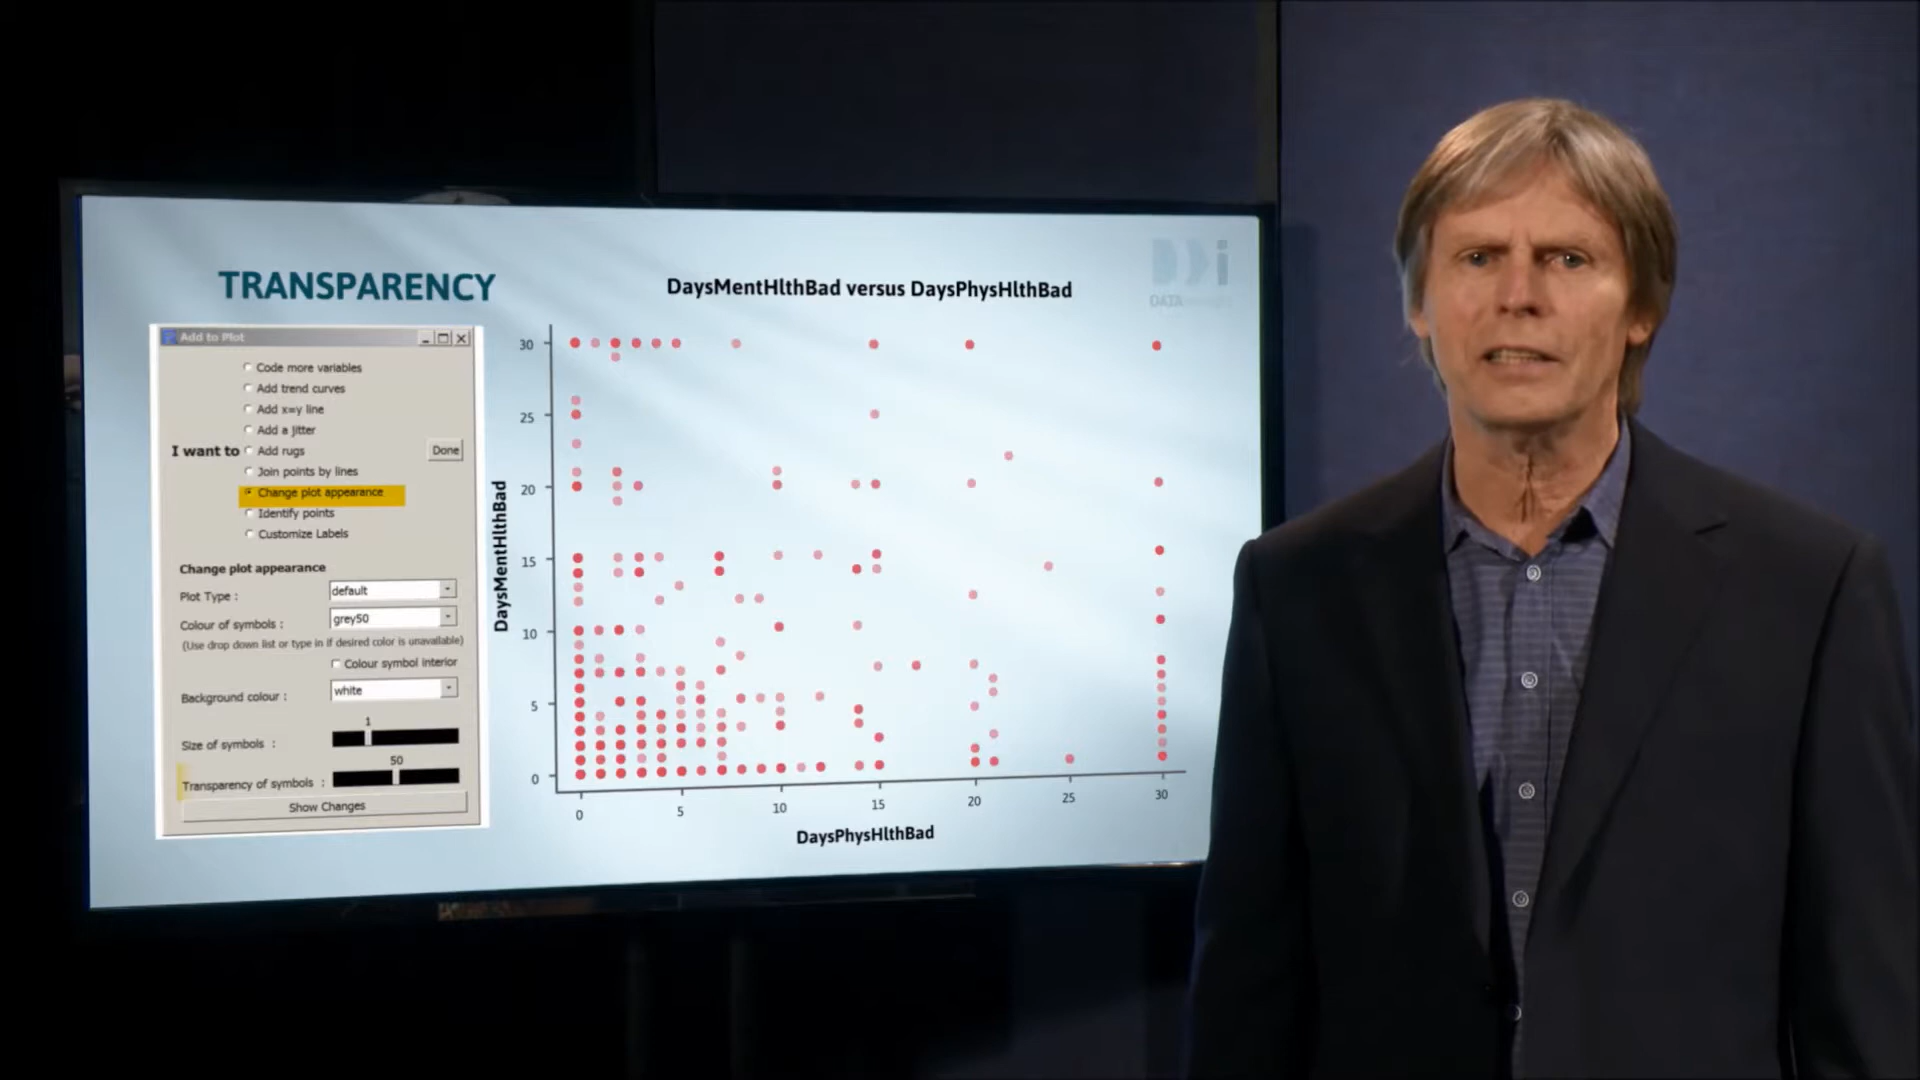 TRANSPARENCY
DaysMentHlthBad versus DaysPhysHlthBad
DATA
Add to Plot
Code more variables
Add trend curves
Add x=y line
Add a jitter
I want to
Add rugs
Done
Join points by lines
Change plot appearance
Identify points
Customize Labels
Change plot appearance
Plot Type :
default
Colour of symbols :
grey50
(Use drop down list or type in if desired color is unavailable)
Colour symbol interior
Background colour :
white
1
Size of symbols :
50
Transparency of symbols :
Show Changes
DaysMentHlthBad
30
25
20
15
10
5
0
0
5
10
15
20
25
30
DaysPhysHlthBad